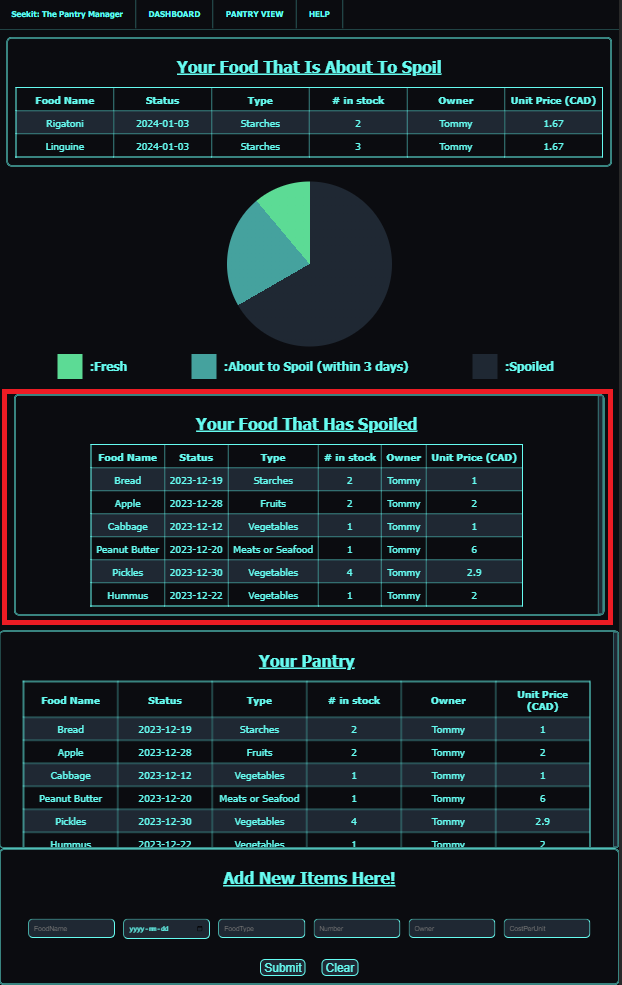 Seekit: The Pantry Manager DASHBOARD PANTRY VIEW HELP
Your Food That Is About To Spoil
Food Name Status Type # in stock Owner Unit Price (CAD)
Rigatoni 2024-01-03 Starches 2 Tommy 1.67
Linguine 2024-01-03 Starches 3 Tommy 1.67
:Fresh :About to Spoil (within 3 days) :Spoiled
Your Food That Has Spoiled
Food Name Status Type # in stock Owner Unit Price (CAD)
Bread 2023-12-19 Starches 2 Tommy 1
Apple 2023-12-28 Fruits 2 Tommy 2
Cabbage 2023-12-12 Vegetables 1 Tommy 1
Peanut Butter 2023-12-20 Meats or Seafood 1 Tommy 6
Pickles 2023-12-30 Vegetables 4 Tommy 2.9
Hummus 2023-12-22 Vegetables 1 Tommy 2
Your Pantry
Food Name Status Type # in stock Owner Unit Price (CAD)
Bread 2023-12-19 Starches 2 Tommy 1
Apple 2023-12-28 Fruits 2 Tommy 2
Cabbage 2023-12-12 Vegetables 1 Tommy 1
Peanut Butter 2023-12-20 Meats or Seafood 1 Tommy 6
Pickles 2023-12-30 Vegetables 4 Tommy 2.9
Hummus 2023-12-22 Vegetables 1 Tommy 2
Add New Items Here!
FoodName yyyy-mm-dd FoodType Number Owner CostPerUnit
Submit Clear